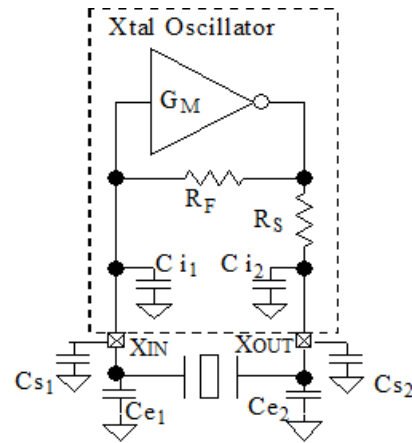 Xtal Oscillator
GM
RF
RS
Ci1 Ci2
XIN XOUT
Cs1 Cs2
Ce1 Ce2